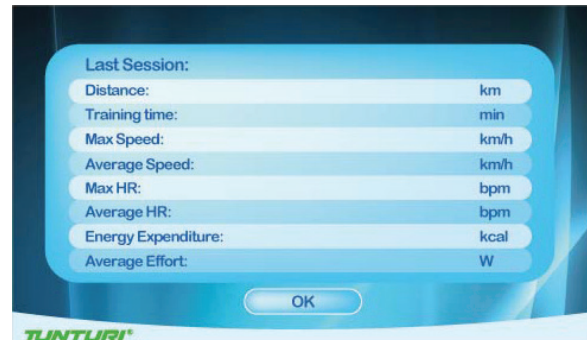 Last Session:
Distance: km
Training time: min
Max Speed: km/h
Average Speed: km/h
Max HR: bpm
Average HR: bpm
Energy Expenditure: kcal
Average Effort: W
OK
TUNTURI®